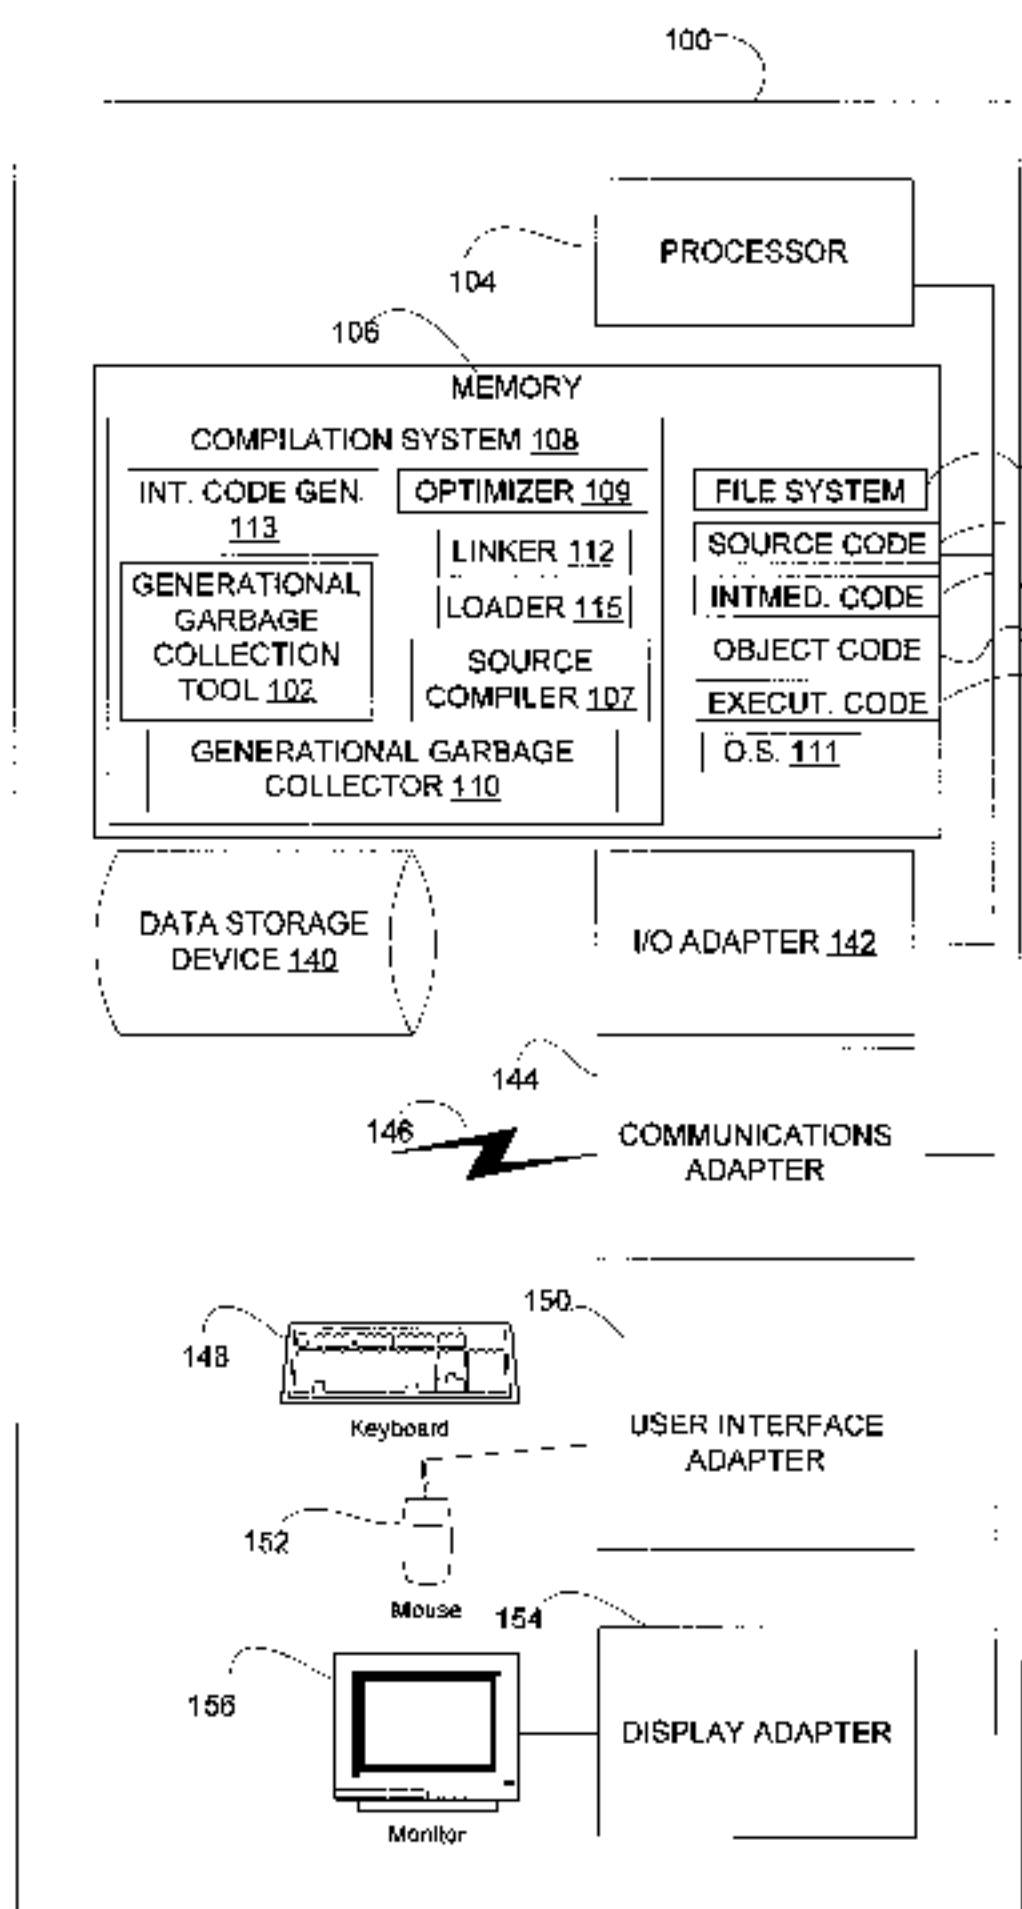 100
PROCESSOR
104
106
MEMORY
COMPILATION SYSTEM 108
INT. CODE GEN.
113
OPTIMIZER 109
LINKER 112
LOADER 115
GENERATIONAL
GARBAGE
COLLECTION
TOOL 102
SOURCE
COMPILER 107
GENERATIONAL GARBAGE
COLLECTOR 110
FILE SYSTEM
SOURCE CODE
INTMED. CODE
OBJECT CODE
EXECUT. CODE
O.S. 111
DATA STORAGE
DEVICE 140
I/O ADAPTER 142
144
146
COMMUNICATIONS
ADAPTER
150
148
Keyboard
USER INTERFACE
ADAPTER
152
Mouse
154
156
DISPLAY ADAPTER
Monitor